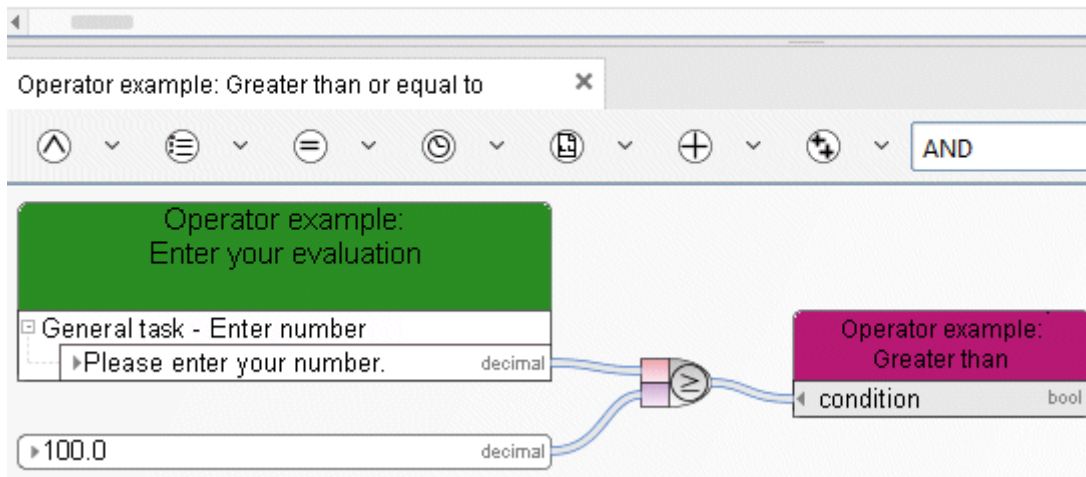 Operator example: Greater than or equal to
AND
Operator example:
Enter your evaluation
General task - Enter number
Please enter your number. decimal
100.0 decimal
≥
Operator example:
Greater than
condition bool